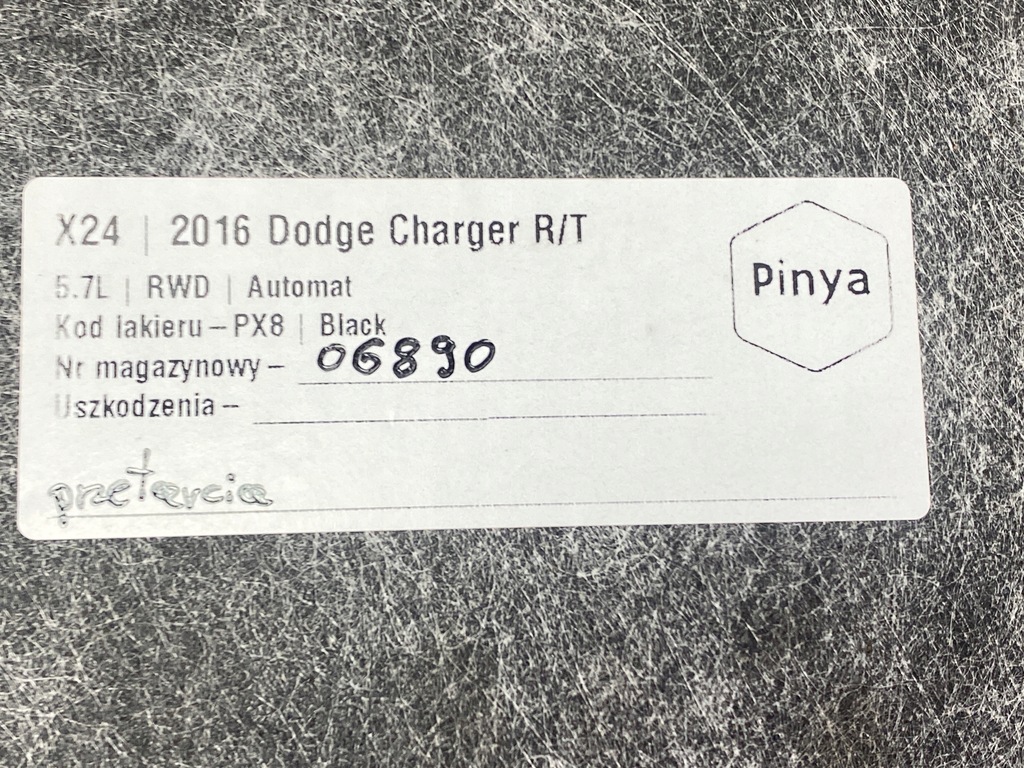 X24 | 2016 Dodge Charger R/T
5.7L | RWD | Automat
Kod lakieru – PX8 | Black
Nr magazynowy – 06890
Uszkodzenia –
przetarcia
Pinya